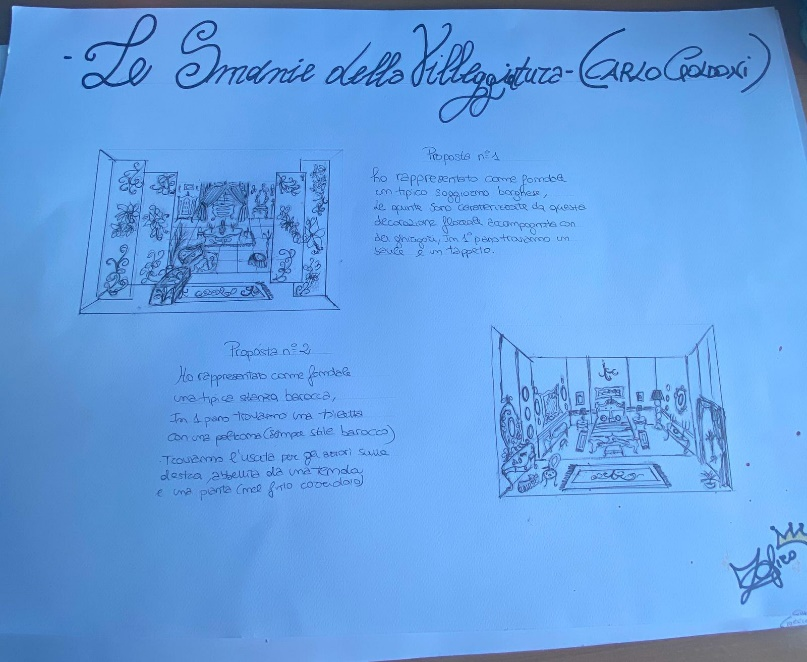 - Le Smanie della Villeggiatura - (CARLO GOLDONI)
Proposta n°1
ho rappresentato come fondale
un tipico soggiorno borghese,
Le quinte sono caratterizzate da questa
decorazione floreale accompagnata con
dei ghirigori, In 1° piano troviamo un
e un tappeto.
Proposta n°2
Ho rappresentato come fondale
una tipica stanza barocca,
In 1 piano troviamo una
con una poltrona (sempre stile barocco)
Troviamo l'uscita per gli attori sulla
destra, abbellita da una tenda
e una pianta (nel finto corridoio)